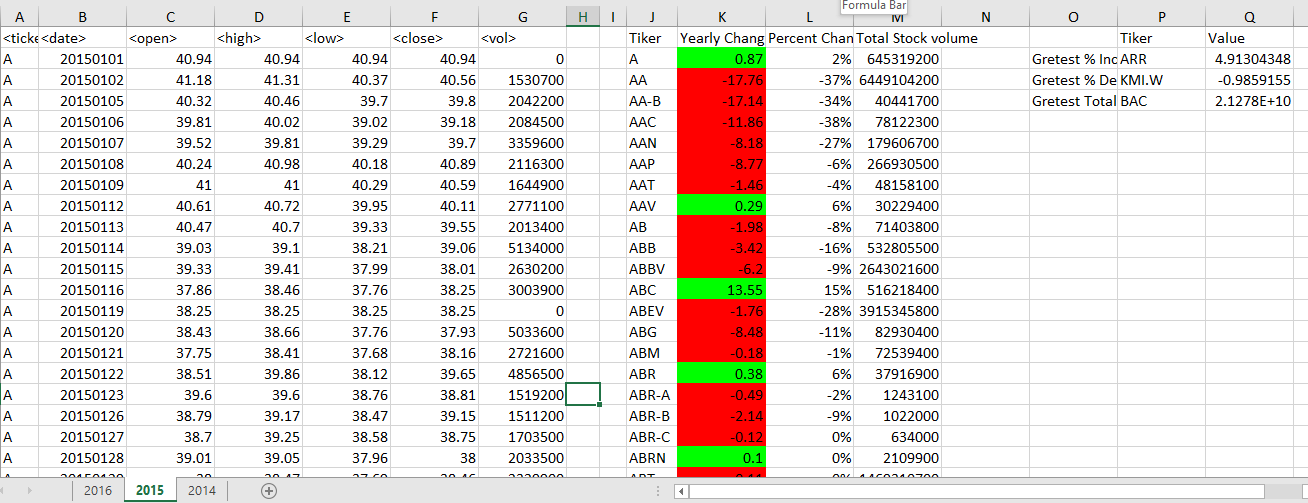 Formula Bar
A B C D E F G H I J K L M N O P Q
<ticke <date> <open> <high> <low> <close> <vol> Tiker Yearly Chang Percent Chan Total Stock volume Tiker Value
A 20150101 40.94 40.94 40.94 40.94 0 A 0.87 2% 645319200 Gretest % Inc ARR 4.91304348
A 20150102 41.18 41.31 40.37 40.56 1530700 AA -17.76 -37% 6449104200 Gretest % De KMI.W -0.9859155
A 20150105 40.32 40.46 39.7 39.8 2042200 AA-B -17.14 -34% 40441700 Gretest Total BAC 2.1278E+10
A 20150106 39.81 40.02 39.02 39.18 2084500 AAC -11.86 -38% 78122300
A 20150107 39.52 39.81 39.29 39.7 3359600 AAN -8.18 -27% 179606700
A 20150108 40.24 40.98 40.18 40.89 2116300 AAP -8.77 -6% 266930500
A 20150109 41 41 40.29 40.59 1644900 AAT -1.46 -4% 48158100
A 20150112 40.61 40.72 39.95 40.11 2771100 AAV 0.29 6% 30229400
A 20150113 40.47 40.7 39.33 39.55 2013400 AB -1.98 -8% 71403800
A 20150114 39.03 39.1 38.21 39.06 5134000 ABB -3.42 -16% 532805500
A 20150115 39.33 39.41 37.99 38.01 2630200 ABBV -6.2 -9% 2643021600
A 20150116 37.86 38.46 37.76 38.25 3003900 ABC 13.55 15% 516218400
A 20150119 38.25 38.25 38.25 38.25 0 ABEV -1.76 -28% 3915345800
A 20150120 38.43 38.66 37.76 37.93 5033600 ABG -8.48 -11% 82930400
A 20150121 37.75 38.41 37.68 38.16 2721600 ABM -0.18 -1% 72539400
A 20150122 38.51 39.86 38.12 39.65 4856500 ABR 0.38 6% 37916900
A 20150123 39.6 39.6 38.76 38.81 1519200 ABR-A -0.49 -2% 1243100
A 20150126 38.79 39.17 38.47 39.15 1511200 ABR-B -2.14 -9% 1022000
A 20150127 38.7 39.25 38.58 38.75 1703500 ABR-C -0.12 0% 634000
A 20150128 39.01 39.05 37.96 38 2033500 ABRN 0.1 0% 2109900
2016 2015 2014